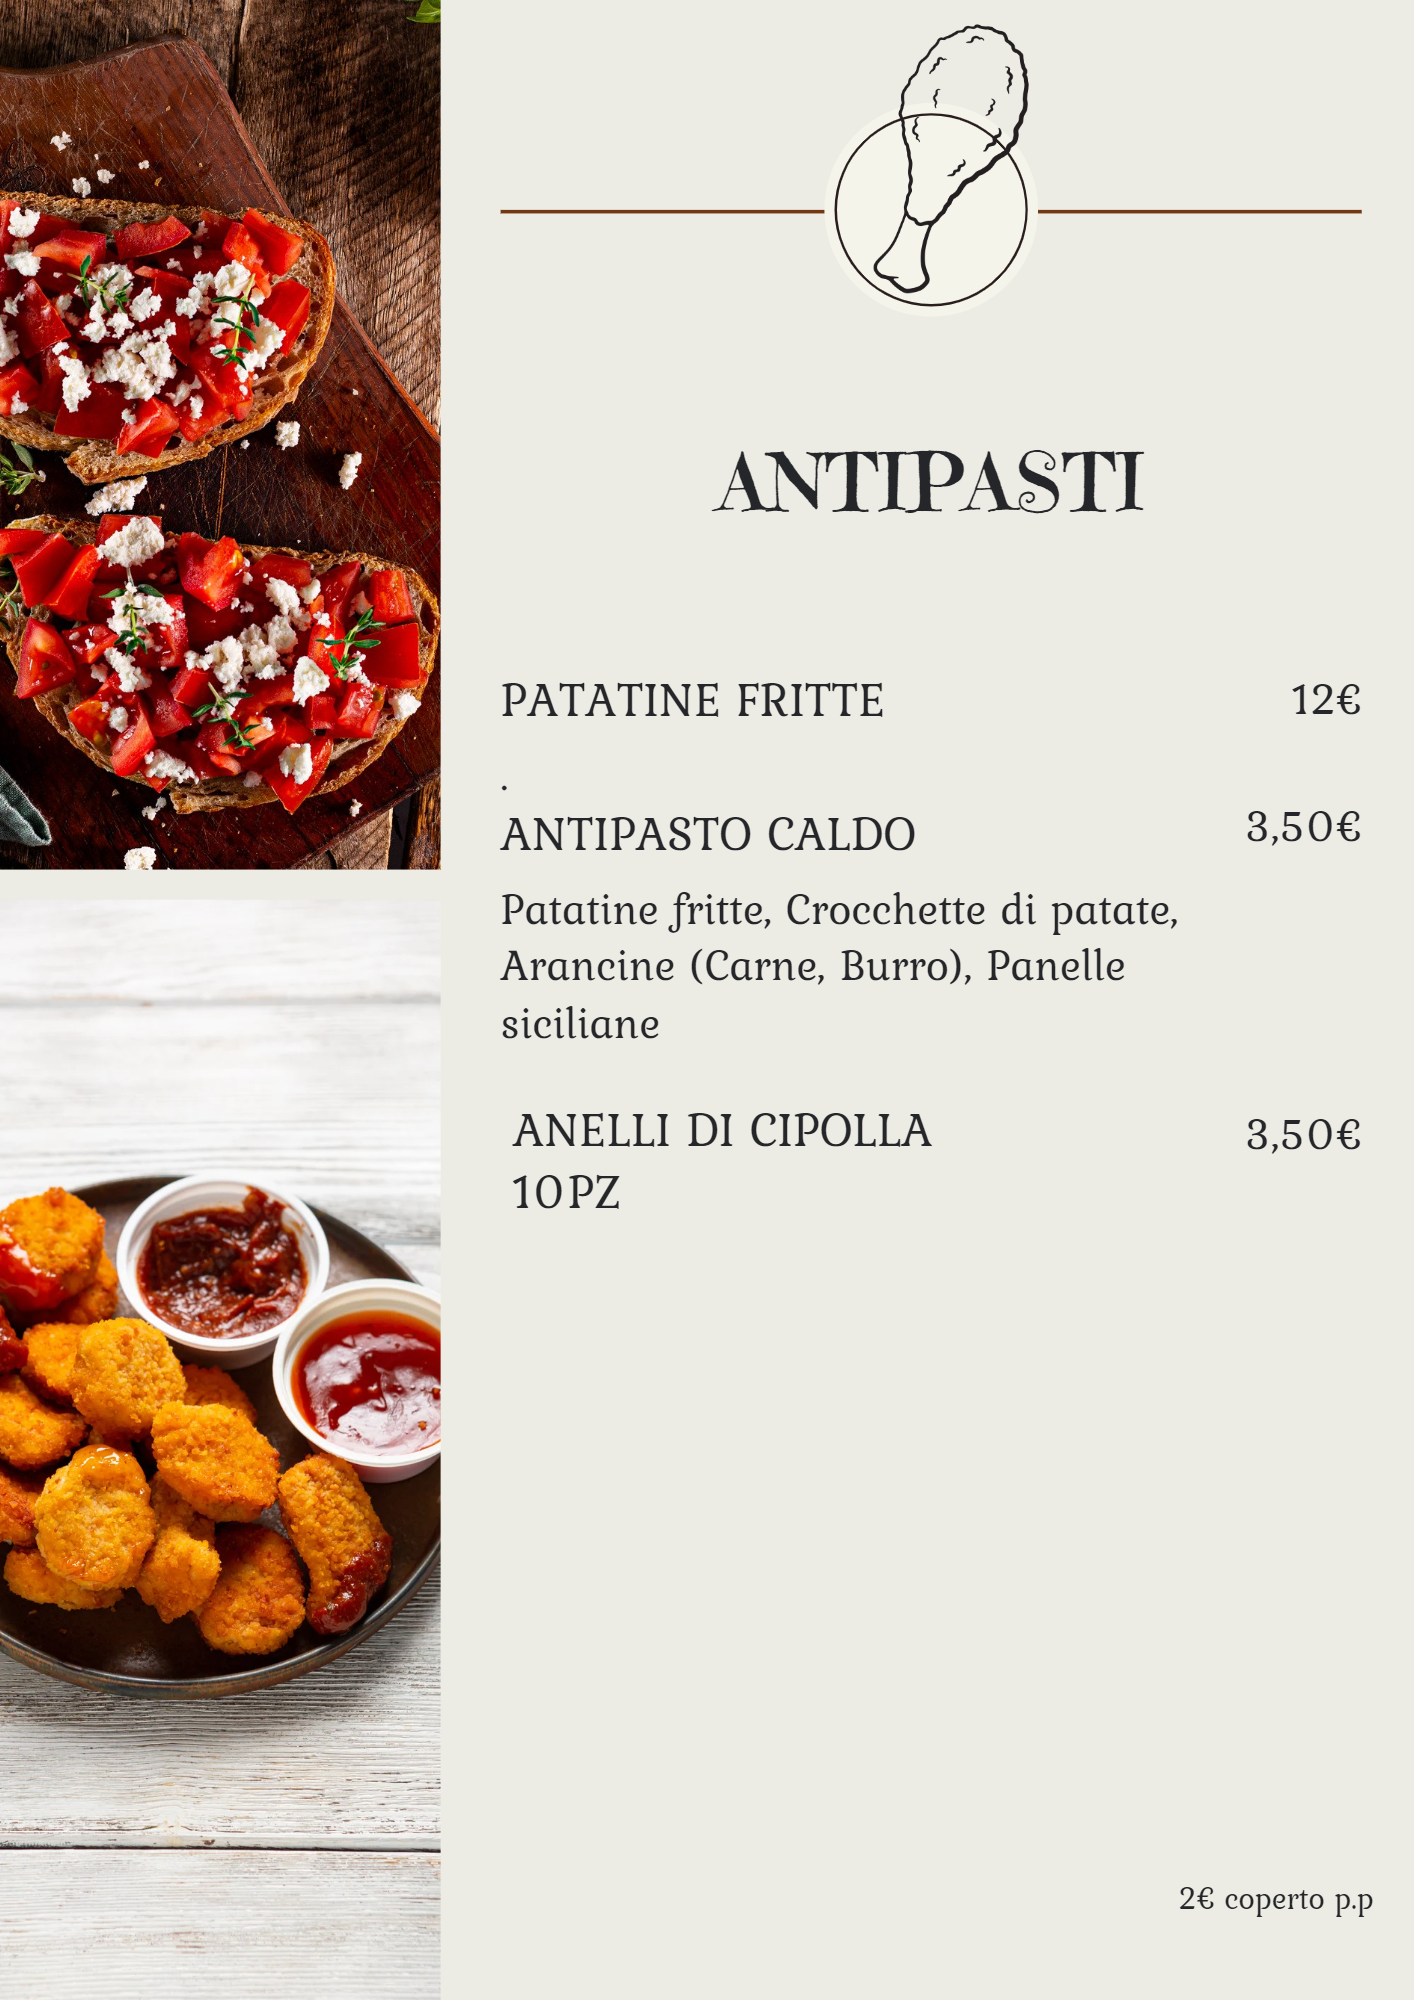 ANTIPASTI
PATATINE FRITTE 12€
.
ANTIPASTO CALDO 3,50€
Patatine fritte, Crocchette di patate,
Arancine (Carne, Burro), Panelle
siciliane
ANELLI DI CIPOLLA 3,50€
10PZ
2€ coperto p.p